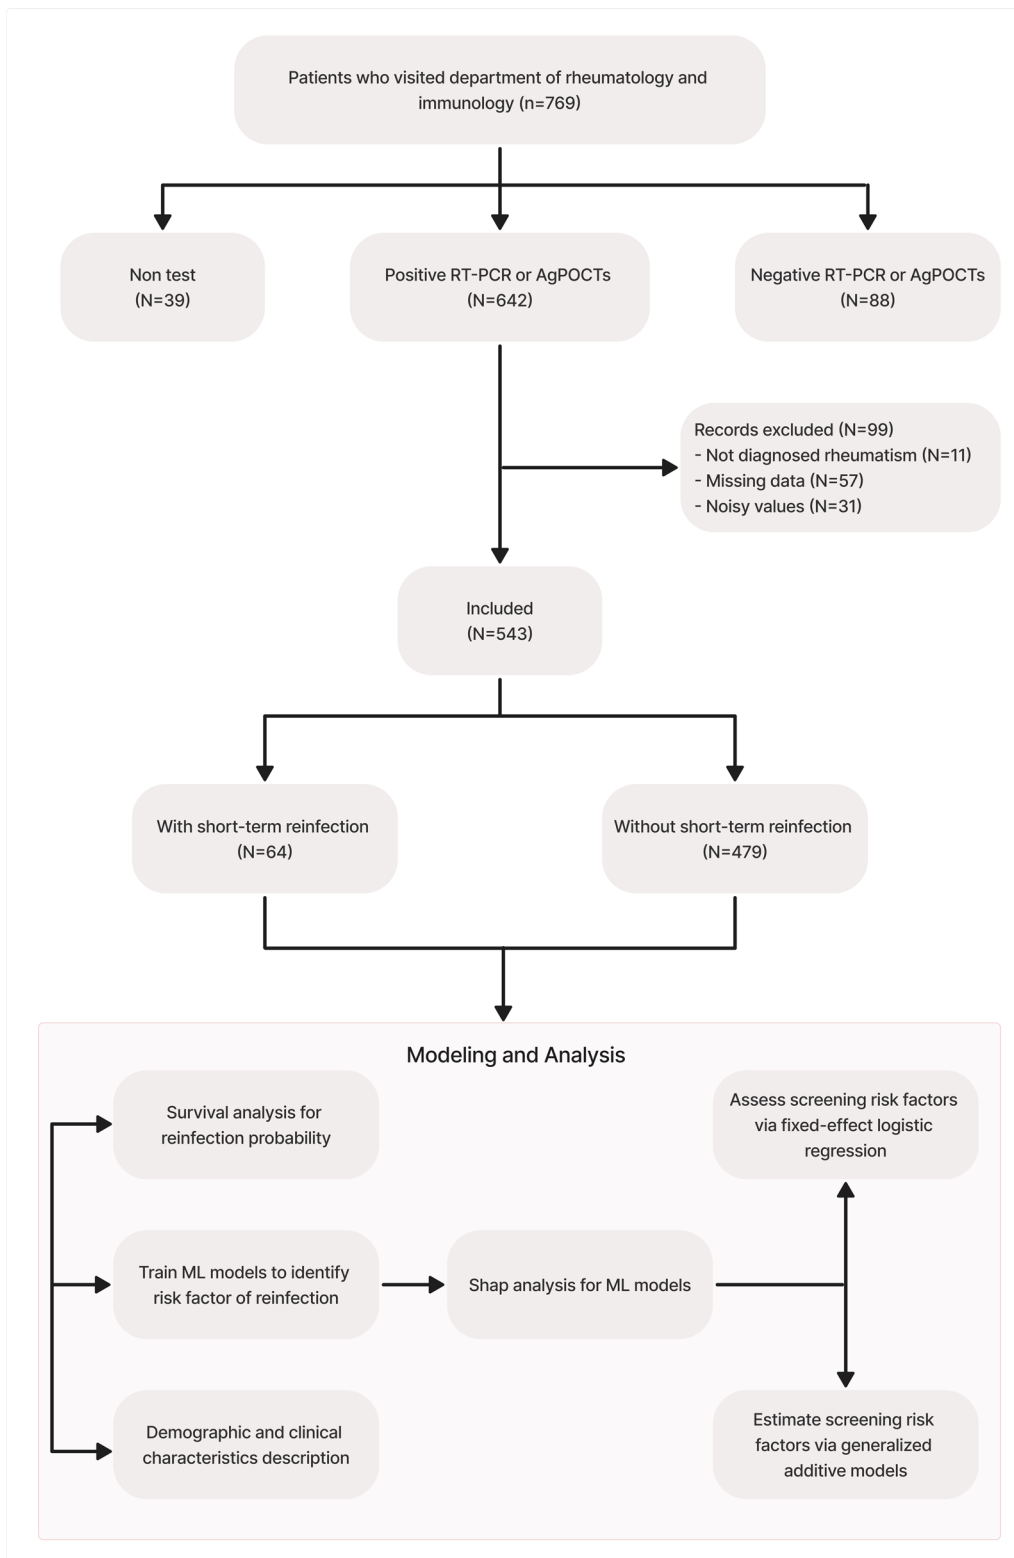 Patients who visited department of rheumatology and
immunology (n=769)
Non test
(N=39)
Positive RT-PCR or AgPOCTs
(N=642)
Negative RT-PCR or AgPOCTs
(N=88)
Records excluded (N=99)
- Not diagnosed rheumatism (N=11)
- Missing data (N=57)
- Noisy values (N=31)
Included
(N=543)
With short-term reinfection
(N=64)
Without short-term reinfection
(N=479)
Modeling and Analysis
Survival analysis for
reinfection probability
Assess screening risk factors
via fixed-effect logistic
regression
Train ML models to identify
risk factor of reinfection
Shap analysis for ML models
Demographic and clinical
characteristics description
Estimate screening risk
factors via generalized
additive models